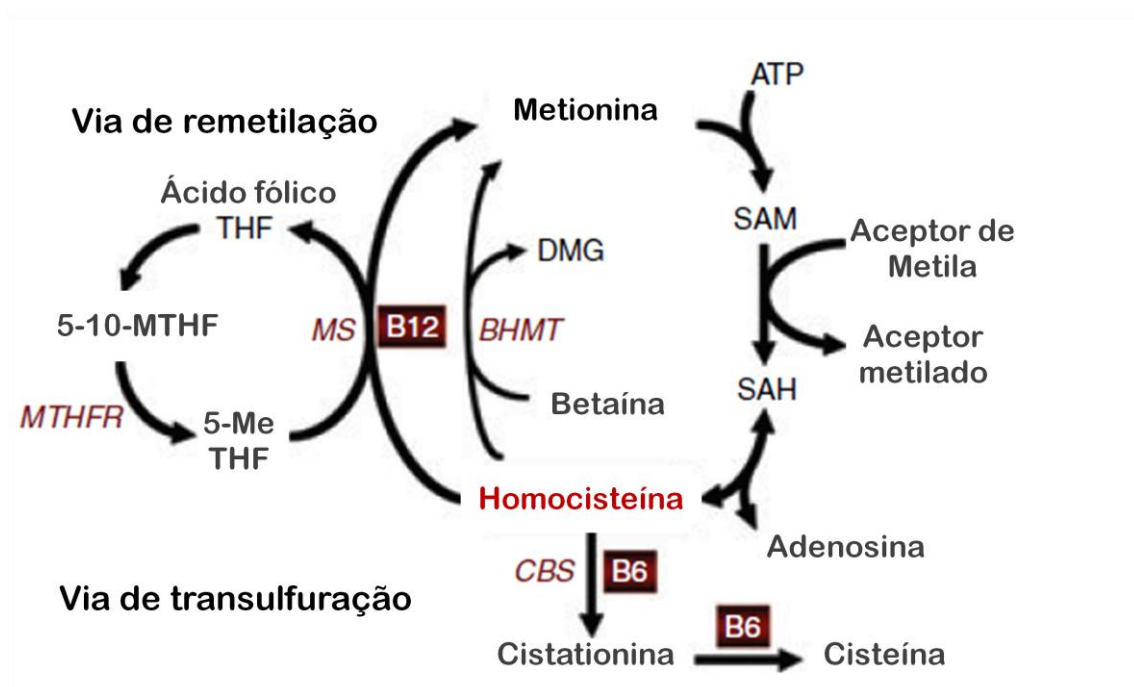 ATP
Metionina
Via de remetilação
Ácido fólico
THF
SAM
Aceptor de
Metila
DMG
5-10-MTHF
MS
B12
BHMT
Aceptor
metilado
SAH
Betaína
MTHFR
5-Me
THF
Homocisteína
Adenosina
CBS
B6
Via de transulfuração
B6
Cistationina
Cisteína